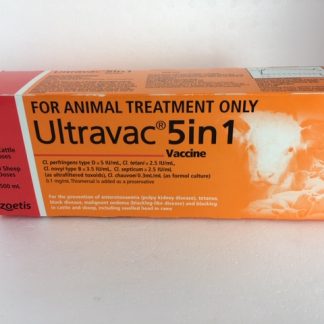 FOR ANIMAL TREATMENT ONLY
Ultravac® 5in1
Vaccine
Cl. perfringens type D ≥ 5 IU/mL, Cl. tetani ≥ 2.5 IU/mL,
Cl. novyi type B ≥ 3.5 IU/mL, Cl. septicum ≥ 2.5 IU/mL
(as ultrafiltered toxoids), Cl. chauvoei 0.3mL/mL (as formol culture)
0.1 mg/mL Thiomersal is added as a preservative
For the prevention of enterotoxaemia (pulpy kidney disease), tetanus,
black disease, malignant oedema (blackleg-like disease) and blackleg
in cattle and sheep, including swelled head in rams
Cattle
Doses
Sheep
Doses
500 mL
zoetis